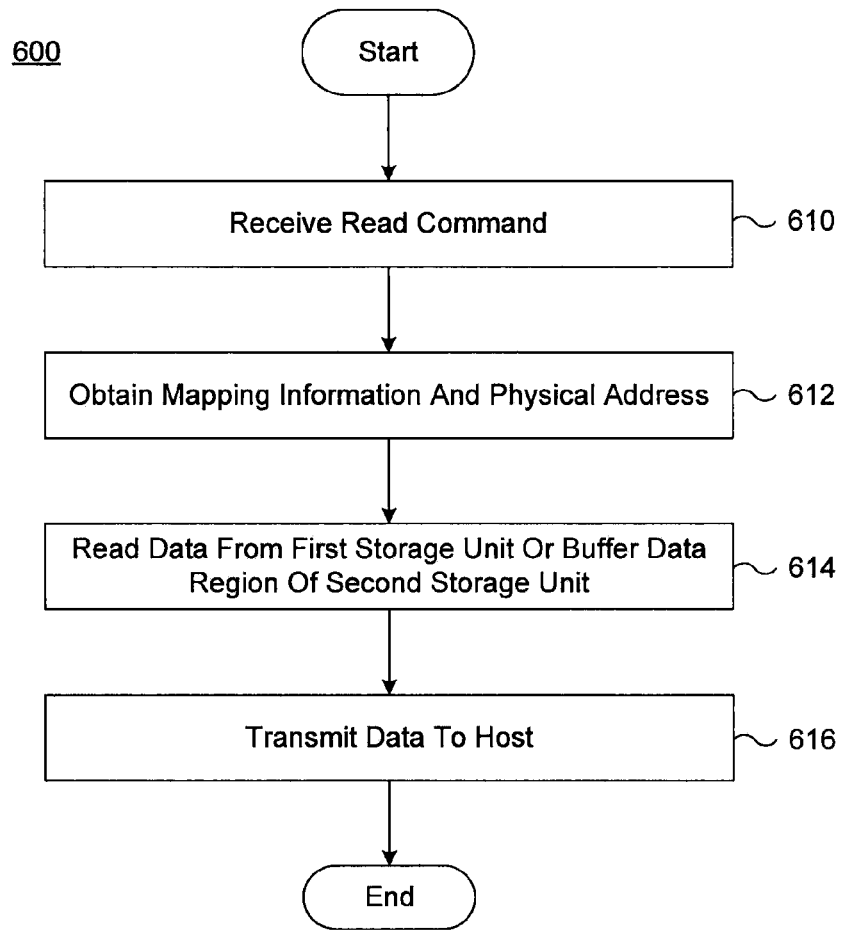 600
Start
Receive Read Command
610
Obtain Mapping Information And Physical Address
612
Read Data From First Storage Unit Or Buffer Data
Region Of Second Storage Unit
614
Transmit Data To Host
616
End